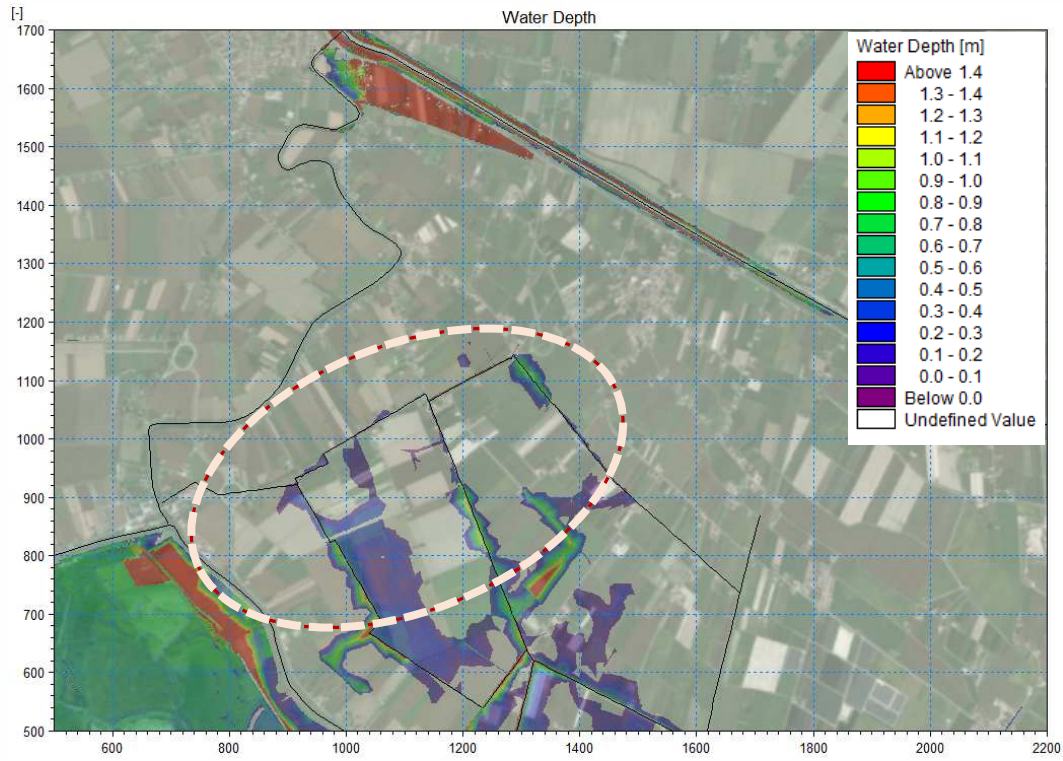 [-]
Water Depth
1700
1600
1500
1400
1300
1200
1100
1000
900
800
700
600
500
600
800
1000
1200
1400
1600
1800
2000
2200
Water Depth [m]
Above 1.4
1.3 - 1.4
1.2 - 1.3
1.1 - 1.2
1.0 - 1.1
0.9 - 1.0
0.8 - 0.9
0.7 - 0.8
0.6 - 0.7
0.5 - 0.6
0.4 - 0.5
0.3 - 0.4
0.2 - 0.3
0.1 - 0.2
0.0 - 0.1
Below 0.0
Undefined Value